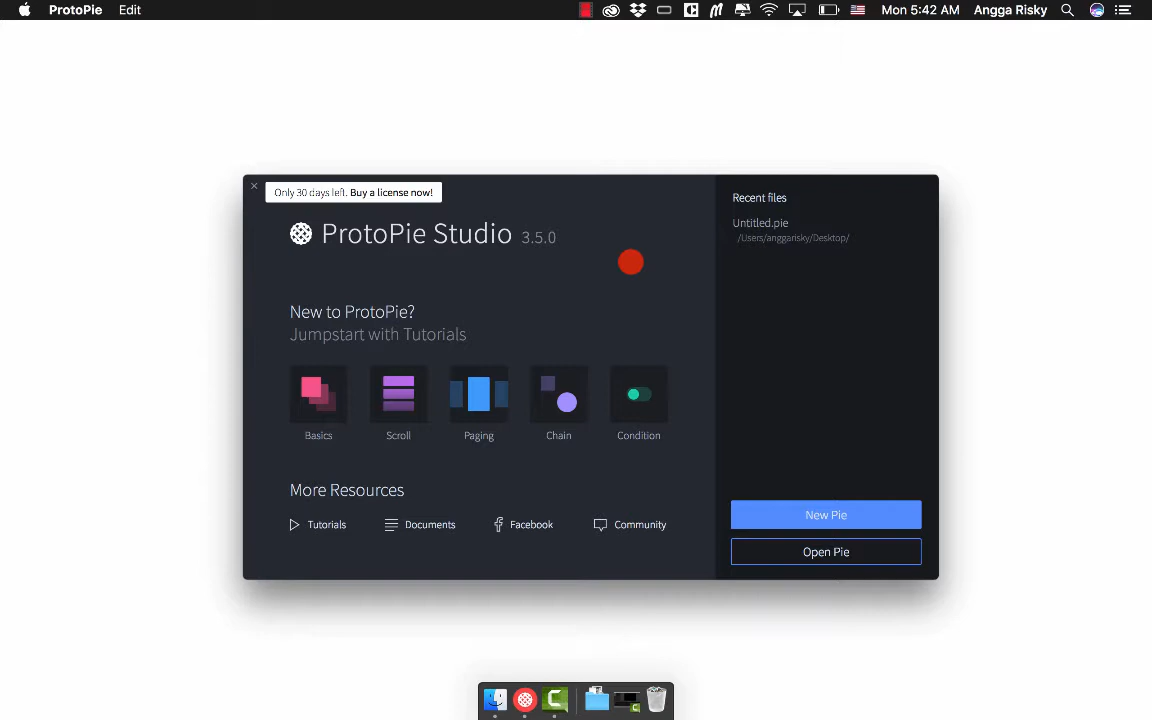 ProtoPie Edit Mon 5:42 AM Angga Risky
Only 30 days left. Buy a license now!
ProtoPie Studio 3.5.0
New to ProtoPie?
Jumpstart with Tutorials
Basics Scroll Paging Chain Condition
More Resources
Tutorials Documents Facebook Community
Recent files
Untitled.pie
/Users/anggarisky/Desktop/
New Pie
Open Pie